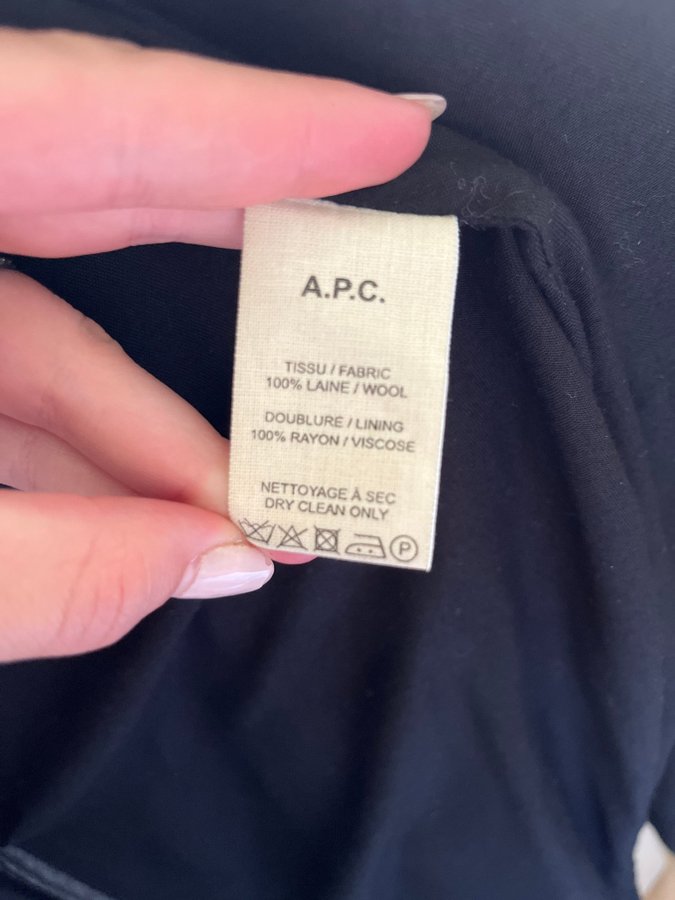 A.P.C.
TISSU / FABRIC
100% LAINE / WOOL
DOUBLURE / LINING
100% RAYON / VISCOSE
NETTOYAGE À SEC
DRY CLEAN ONLY
P